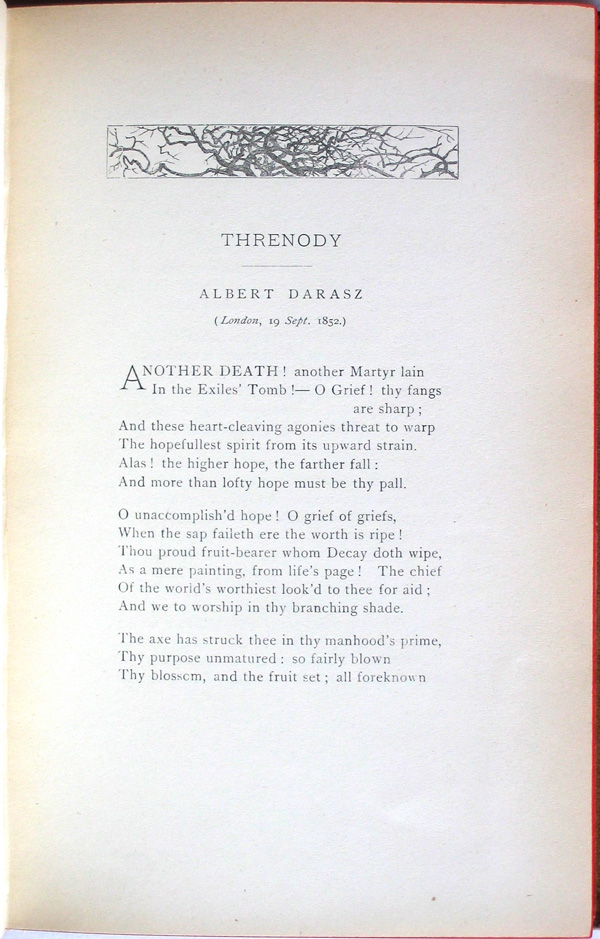 THRENODY
ALBERT DARASZ
(London, 19 Sept. 1852.)
ANOTHER DEATH! another Martyr lain
In the Exiles' Tomb!— O Grief! thy fangs
are sharp;
And these heart-cleaving agonies threat to warp
The hopefullest spirit from its upward strain.
Alas! the higher hope, the farther fall:
And more than lofty hope must be thy pall.
O unaccomplish'd hope! O grief of griefs,
When the sap faileth ere the worth is ripe!
Thou proud fruit-bearer whom Decay doth wipe,
As a mere painting, from life's page! The chief
Of the world's worthiest look'd to thee for aid;
And we to worship in thy branching shade.
The axe has struck thee in thy manhood's prime,
Thy purpose unmatured: so fairly blown
Thy blossom, and the fruit set; all foreknown